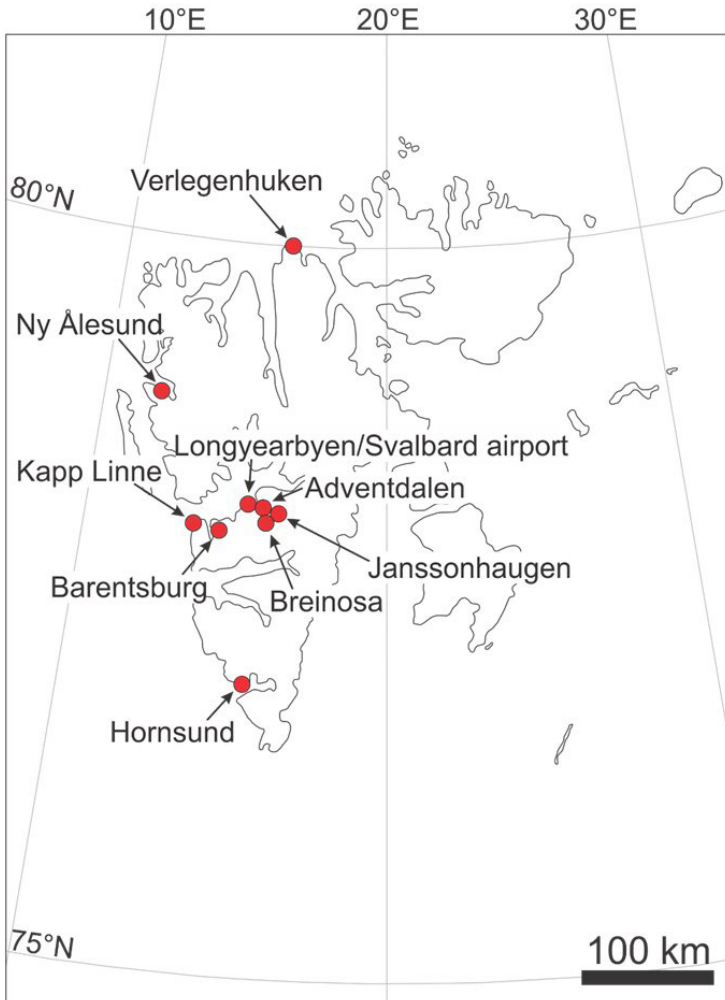 10°E
20°E
30°E
80°N
Verlegenhuken
Ny Ålesund
Longyearbyen/Svalbard airport
Kapp Linne
Adventdalen
Janssonhaugen
Barentsburg
Breinosa
Hornsund
75°N
100 km